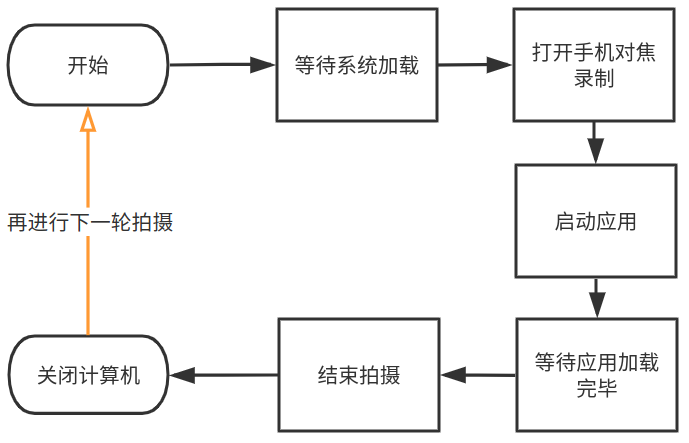 开始
等待系统加载
打开手机对焦
录制
启动应用
等待应用加载
完毕
结束拍摄
关闭计算机
再进行下一轮拍摄